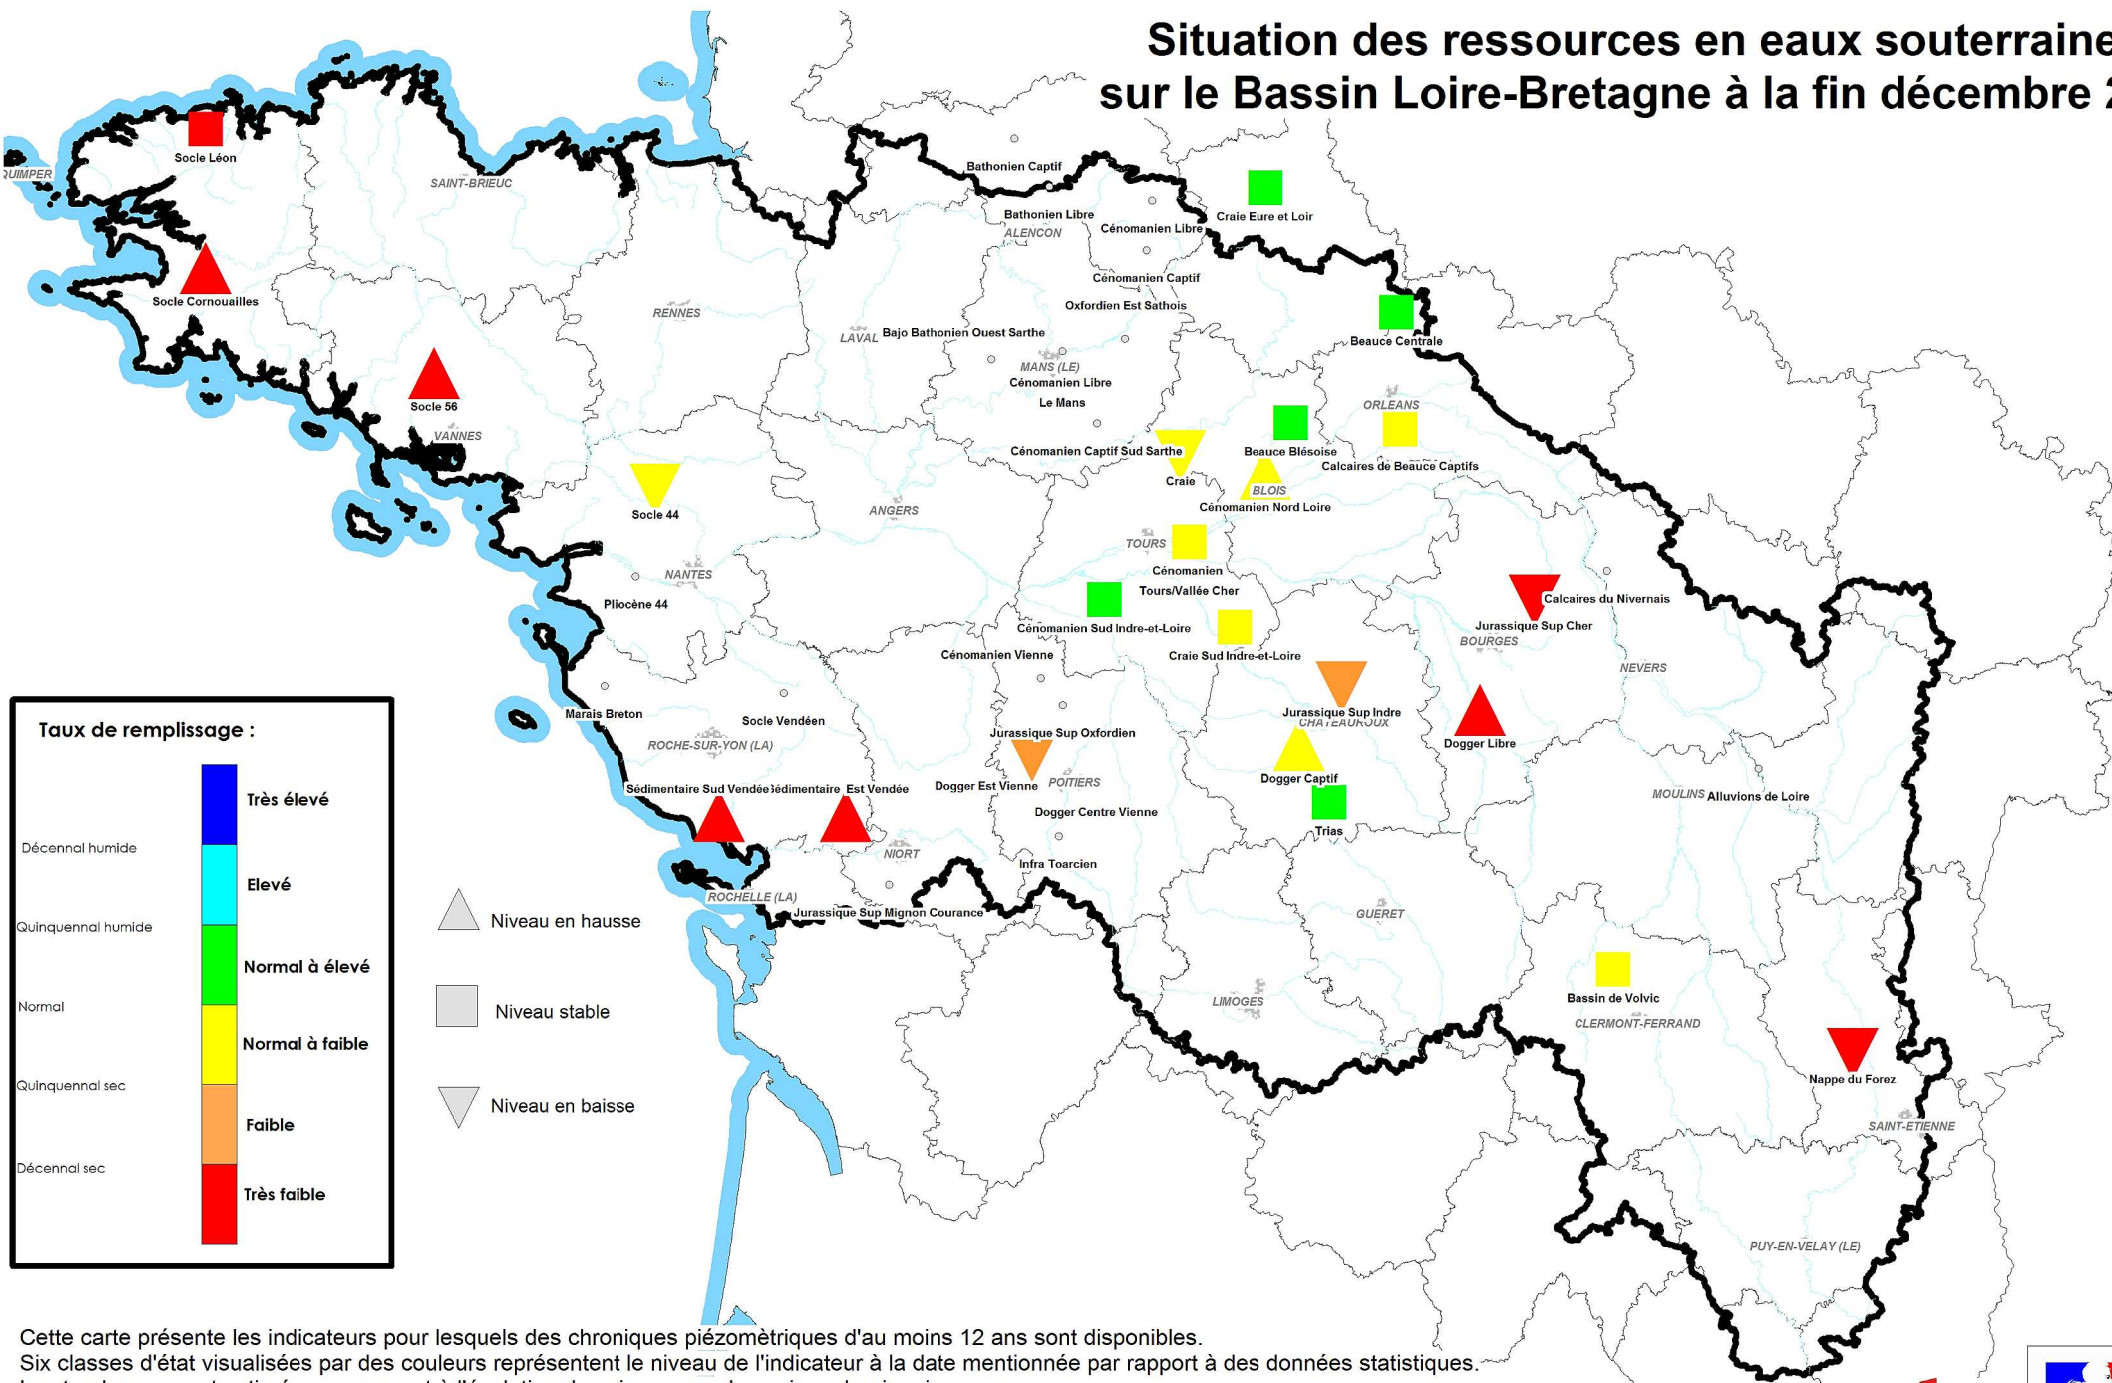 Situation des ressources en eaux souterraine
sur le Bassin Loire-Bretagne à la fin décembre 2
Socle Léon
QUIMPER
SAINT-BRIEUC
Bathonien Captif
Bathonien Libre
ALENCON
Cénomanien Libre
Craie Eure et Loir
Socle Cornouailles
RENNES
Cénomanien Captif
Oxfordien Est Sathois
LAVAL
Bajo Bathonien Ouest Sarthe
MANS (LE)
Cénomanien Libre
Le Mans
Beauce Centrale
Socle 56
VANNES
ORLEANS
Cénomanien Captif Sud Sarthe
Craie
Beauce Blésoise
Calcaires de Beauce Captifs
BLOIS
Cénomanien Nord Loire
Socle 44
ANGERS
TOURS
Cénomanien
Tours/Vallée Cher
NANTES
Pliocène 44
Cénomanien Sud Indre-et-Loire
Craie Sud Indre-et-Loire
Calcaires du Nivernais
Jurassique Sup Cher
BOURGES
NEVERS
Cénomanien Vienne
Marais Breton
Socle Vendéen
ROCHE-SUR-YON (LA)
Jurassique Sup Oxfordien
Jurassique Sup Indre
CHATEAUROUX
Dogger Libre
Sédimentaire Sud Vendée
Sédimentaire Est Vendée
Dogger Est Vienne
POITIERS
Dogger Captif
Dogger Centre Vienne
Trias
MOULINS
Alluvions de Loire
NIORT
Infra Toarcien
ROCHELLE (LA)
Jurassique Sup Mignon Courance
GUERET
LIMOGES
Bassin de Volvic
CLERMONT-FERRAND
Nappe du Forez
SAINT-ETIENNE
PUY-EN-VELAY (LE)
Taux de remplissage :
Très élevé
Décennal humide
Elevé
Quinquennal humide
Normal à élevé
Normal
Normal à faible
Quinquennal sec
Faible
Décennal sec
Très faible
Niveau en hausse
Niveau stable
Niveau en baisse
Cette carte présente les indicateurs pour lesquels des chroniques piézomètriques d'au moins 12 ans sont disponibles.
Six classes d'état visualisées par des couleurs représentent le niveau de l'indicateur à la date mentionnée par rapport à des données statistiques.